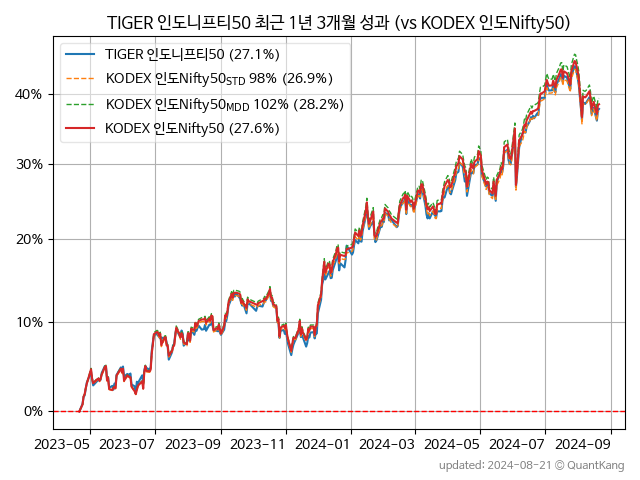 TIGER 인도니프티50 최근 1년 3개월 성과 (vs KODEX 인도Nifty50)
TIGER 인도니프티50 (27.1%)
KODEX 인도Nifty50STD 98% (26.9%)
KODEX 인도Nifty50MDD 102% (28.2%)
KODEX 인도Nifty50 (27.6%)
40%
30%
20%
10%
0%
2023-05 2023-07 2023-09 2023-11 2024-01 2024-03 2024-05 2024-07 2024-09
updated: 2024-08-21 © QuantKang